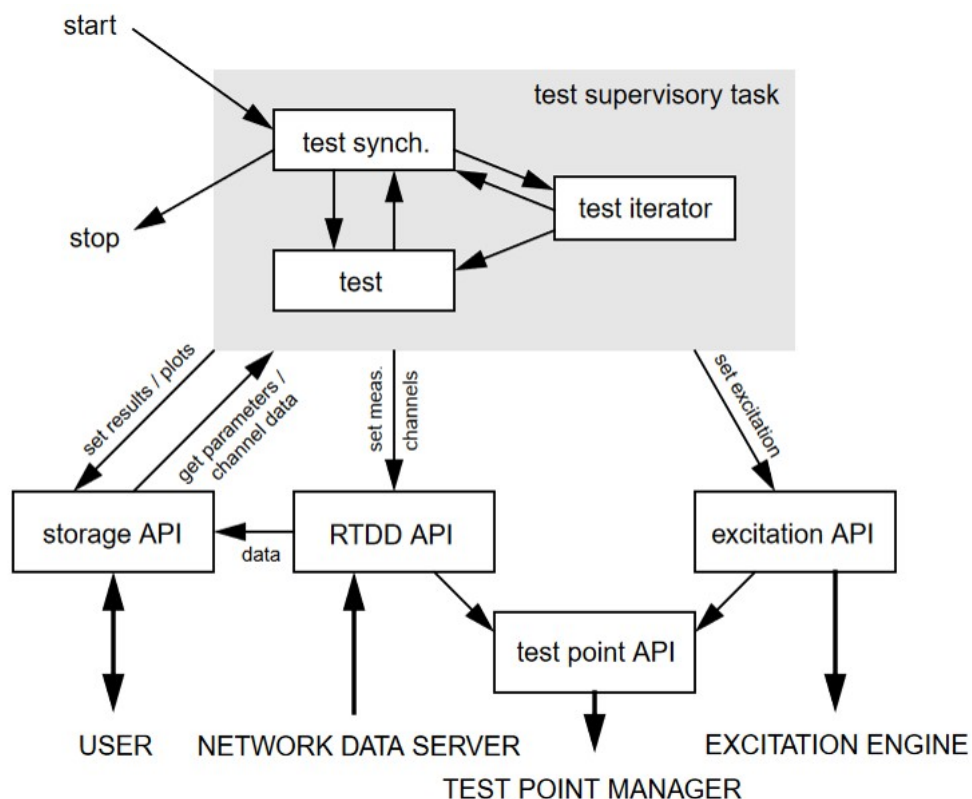 start
test supervisory task
test synch.
test iterator
stop
test
set results / plots
get parameters /
channel data
set meas.
channels
set excitation
storage API
data
RTDD API
excitation API
test point API
USER
NETWORK DATA SERVER
EXCITATION ENGINE
TEST POINT MANAGER